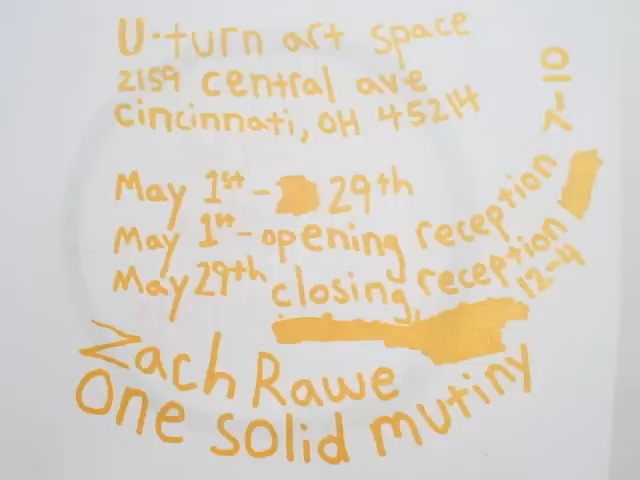 U-turn art space
2159 central ave
cincinnati, OH 45214
May 1st - 29th
May 1st - opening reception 7-10
May 29th closing reception 12-4
Zach Rawe
One solid mutiny